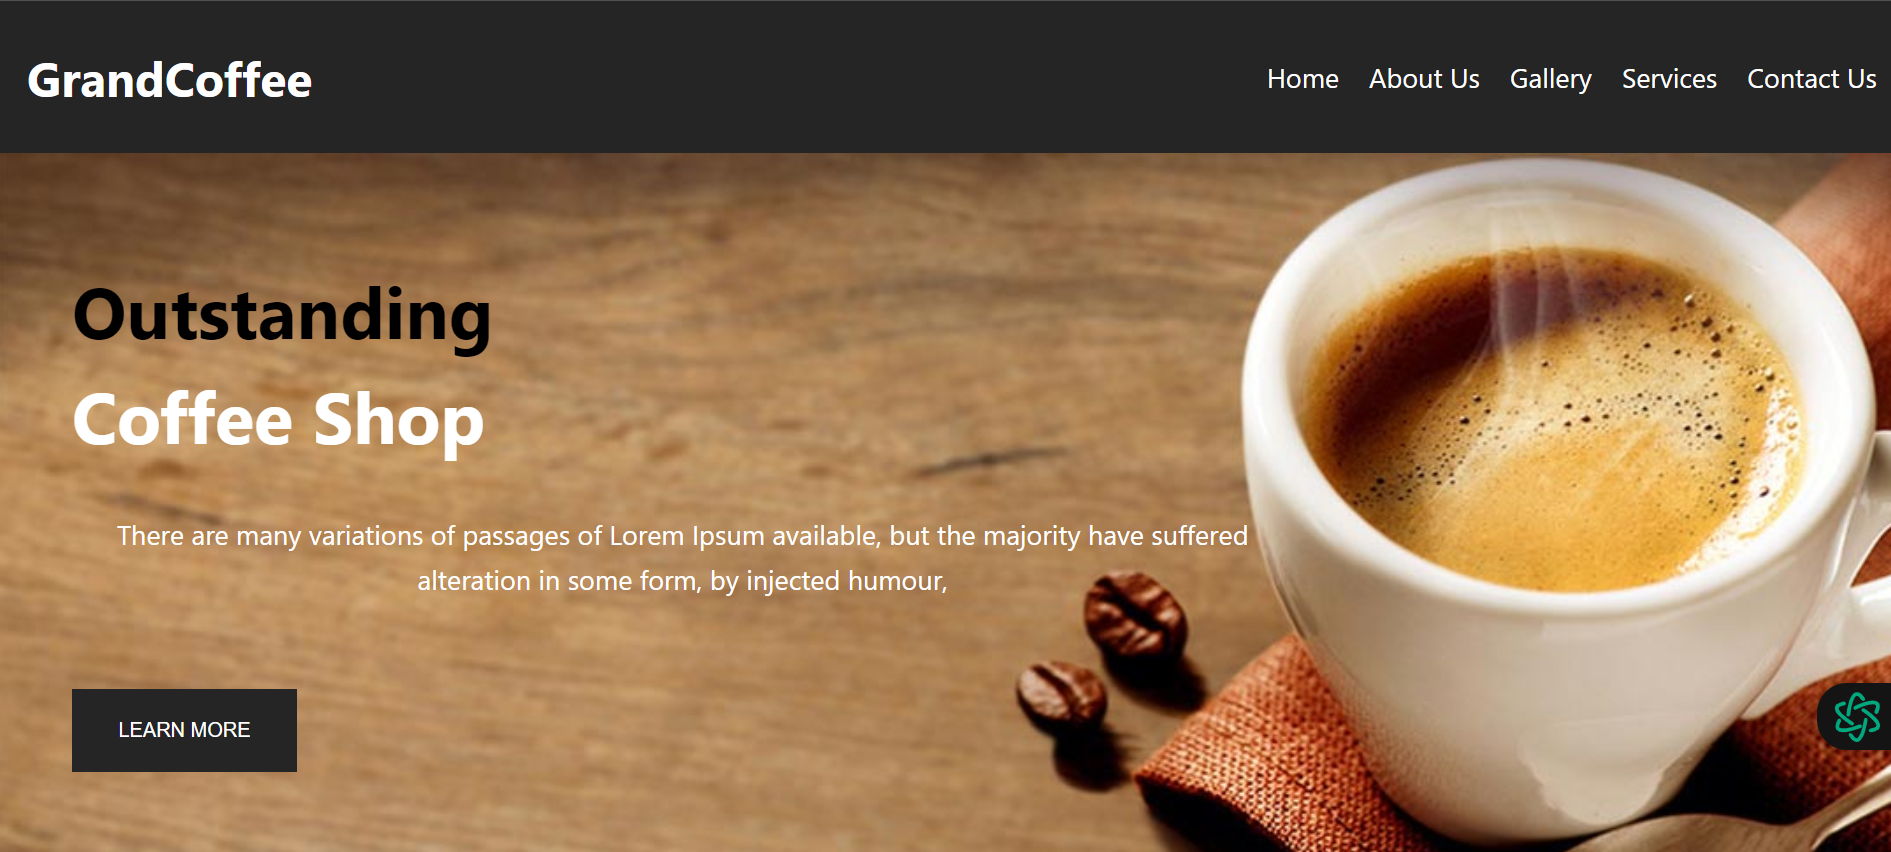 GrandCoffee
Home About Us Gallery Services Contact Us
Outstanding
Coffee Shop
There are many variations of passages of Lorem Ipsum available, but the majority have suffered
alteration in some form, by injected humour,
LEARN MORE